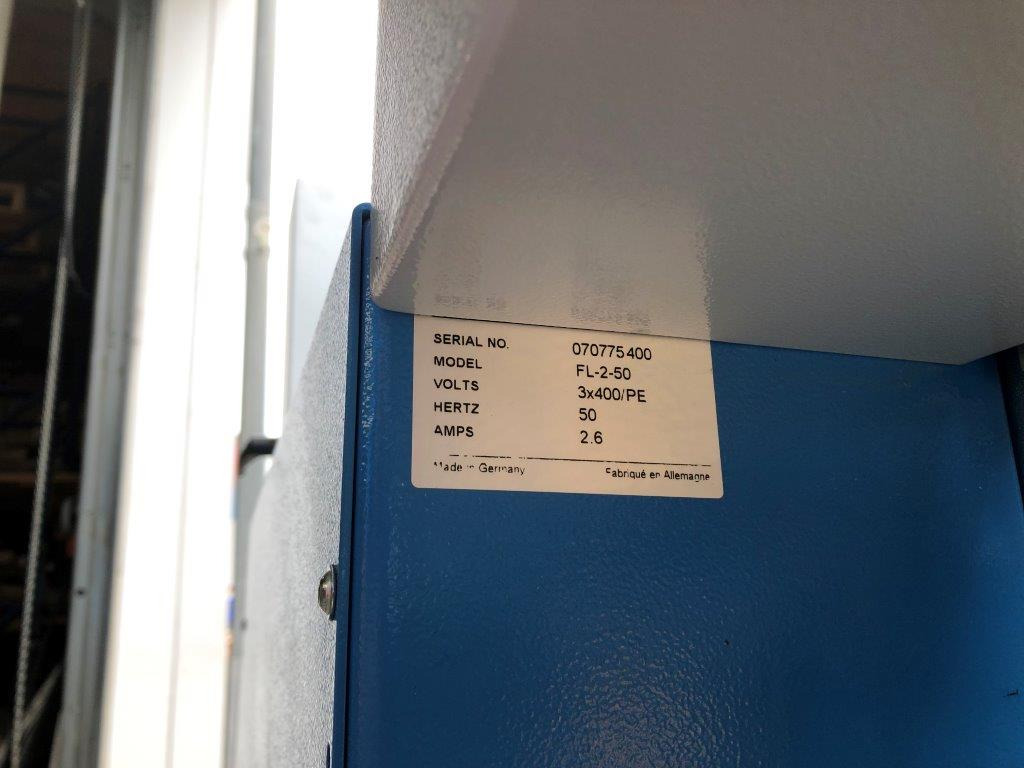 SERIAL NO. 070775400
MODEL FL-2-50
VOLTS 3x400/PE
HERTZ 50
AMPS 2.6
Made in Germany Fabriqué en Allemagne